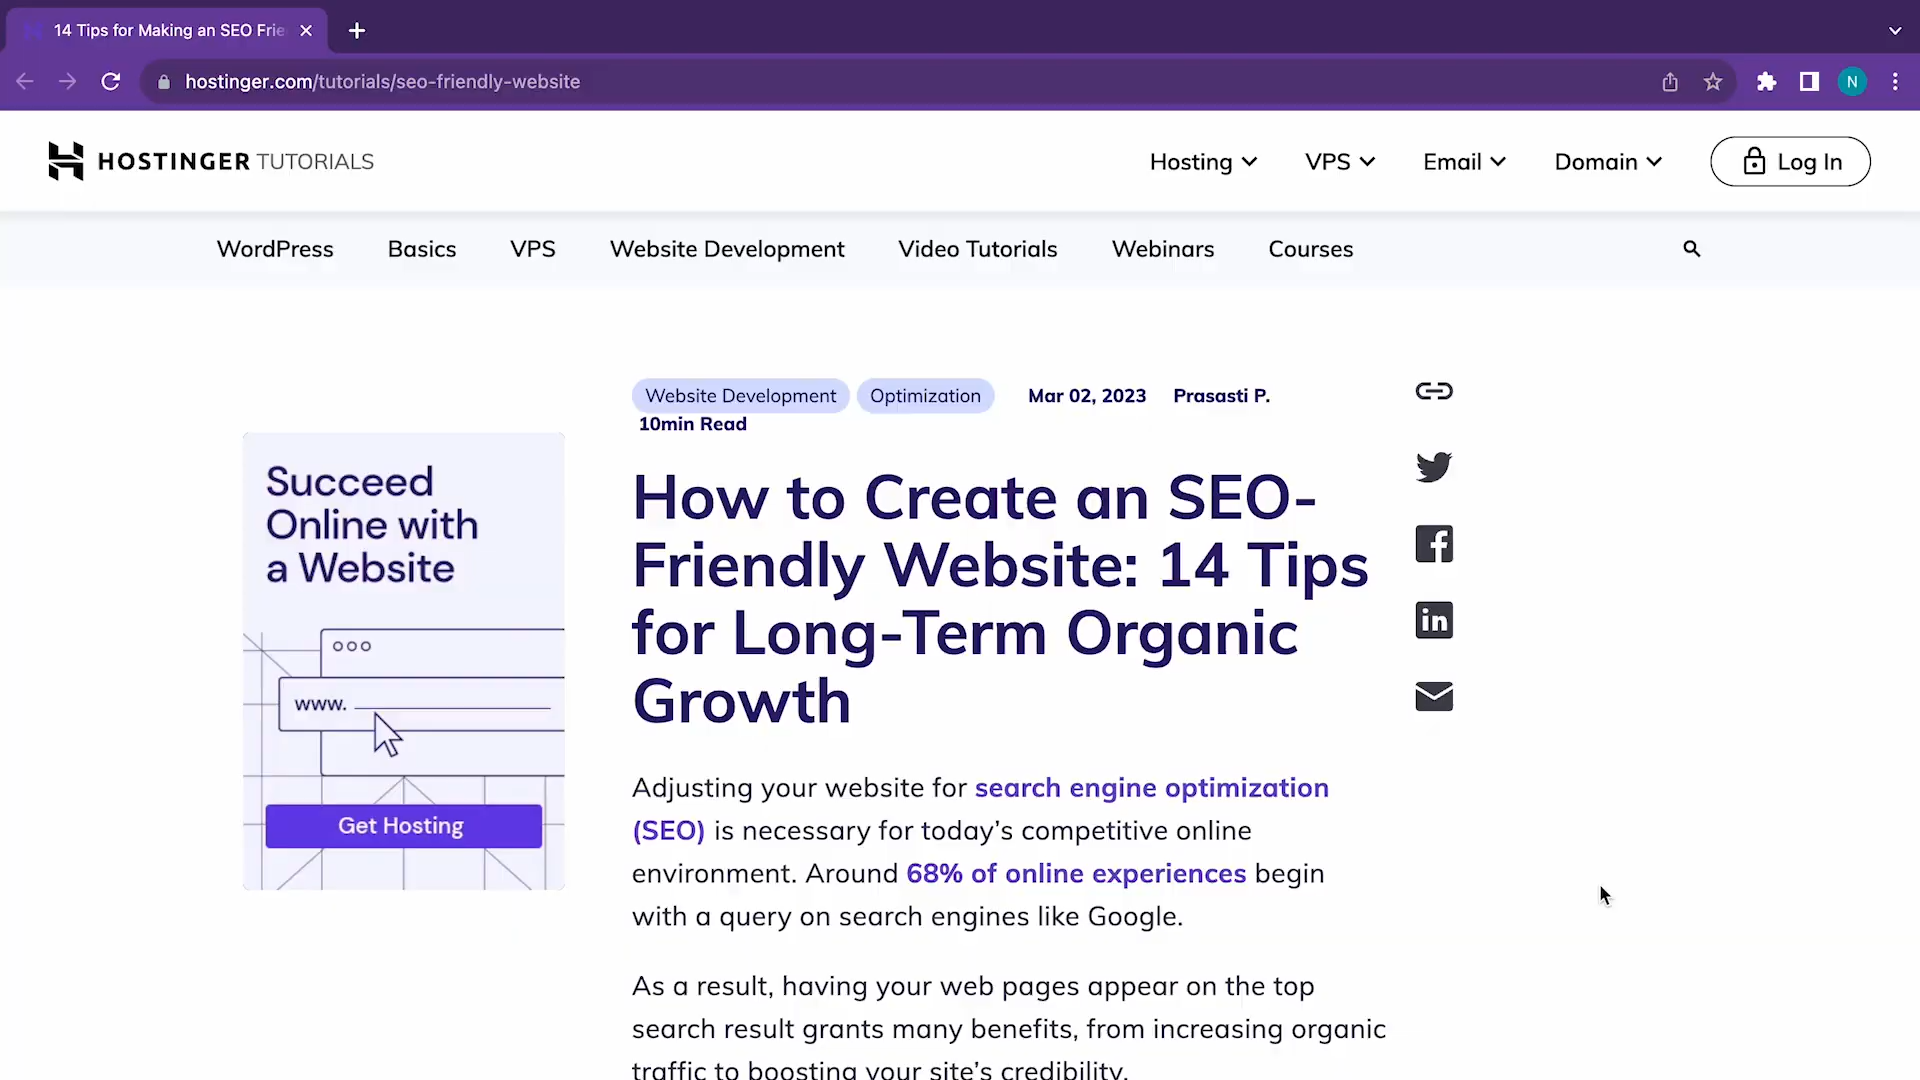 14 Tips for Making an SEO Frie
hostinger.com/tutorials/seo-friendly-website
N
HOSTINGER TUTORIALS
Hosting
VPS
Email
Domain
Log In
WordPress
Basics
VPS
Website Development
Video Tutorials
Webinars
Courses
Website Development
Optimization
Mar 02, 2023
Prasasti P.
10min Read
Succeed
Online with
a Website
www.
Get Hosting
How to Create an SEO-
Friendly Website: 14 Tips
for Long-Term Organic
Growth
Adjusting your website for search engine optimization
(SEO) is necessary for today’s competitive online
environment. Around 68% of online experiences begin
with a query on search engines like Google.
As a result, having your web pages appear on the top
search result grants many benefits, from increasing organic
traffic to boosting your site’s credibility.